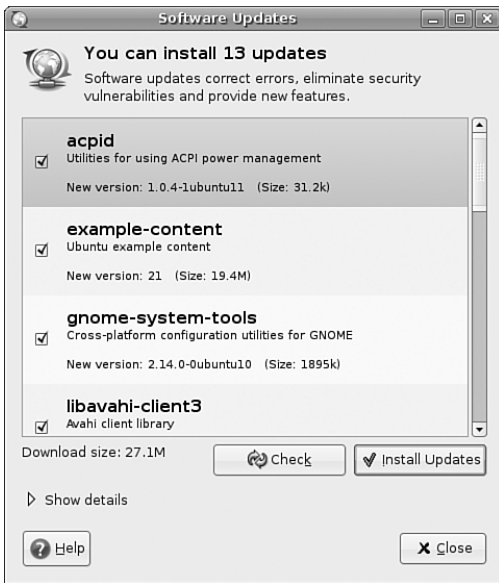 Software Updates
You can install 13 updates
Software updates correct errors, eliminate security
vulnerabilities and provide new features.
acpid
Utilities for using ACPI power management
New version: 1.0.4-1ubuntu11 (Size: 31.2k)
example-content
Ubuntu example content
New version: 21 (Size: 19.4M)
gnome-system-tools
Cross-platform configuration utilities for GNOME
New version: 2.14.0-0ubuntu10 (Size: 1895k)
libavahi-client3
Avahi client library
Download size: 27.1M
Check
Install Updates
Show details
Help
Close